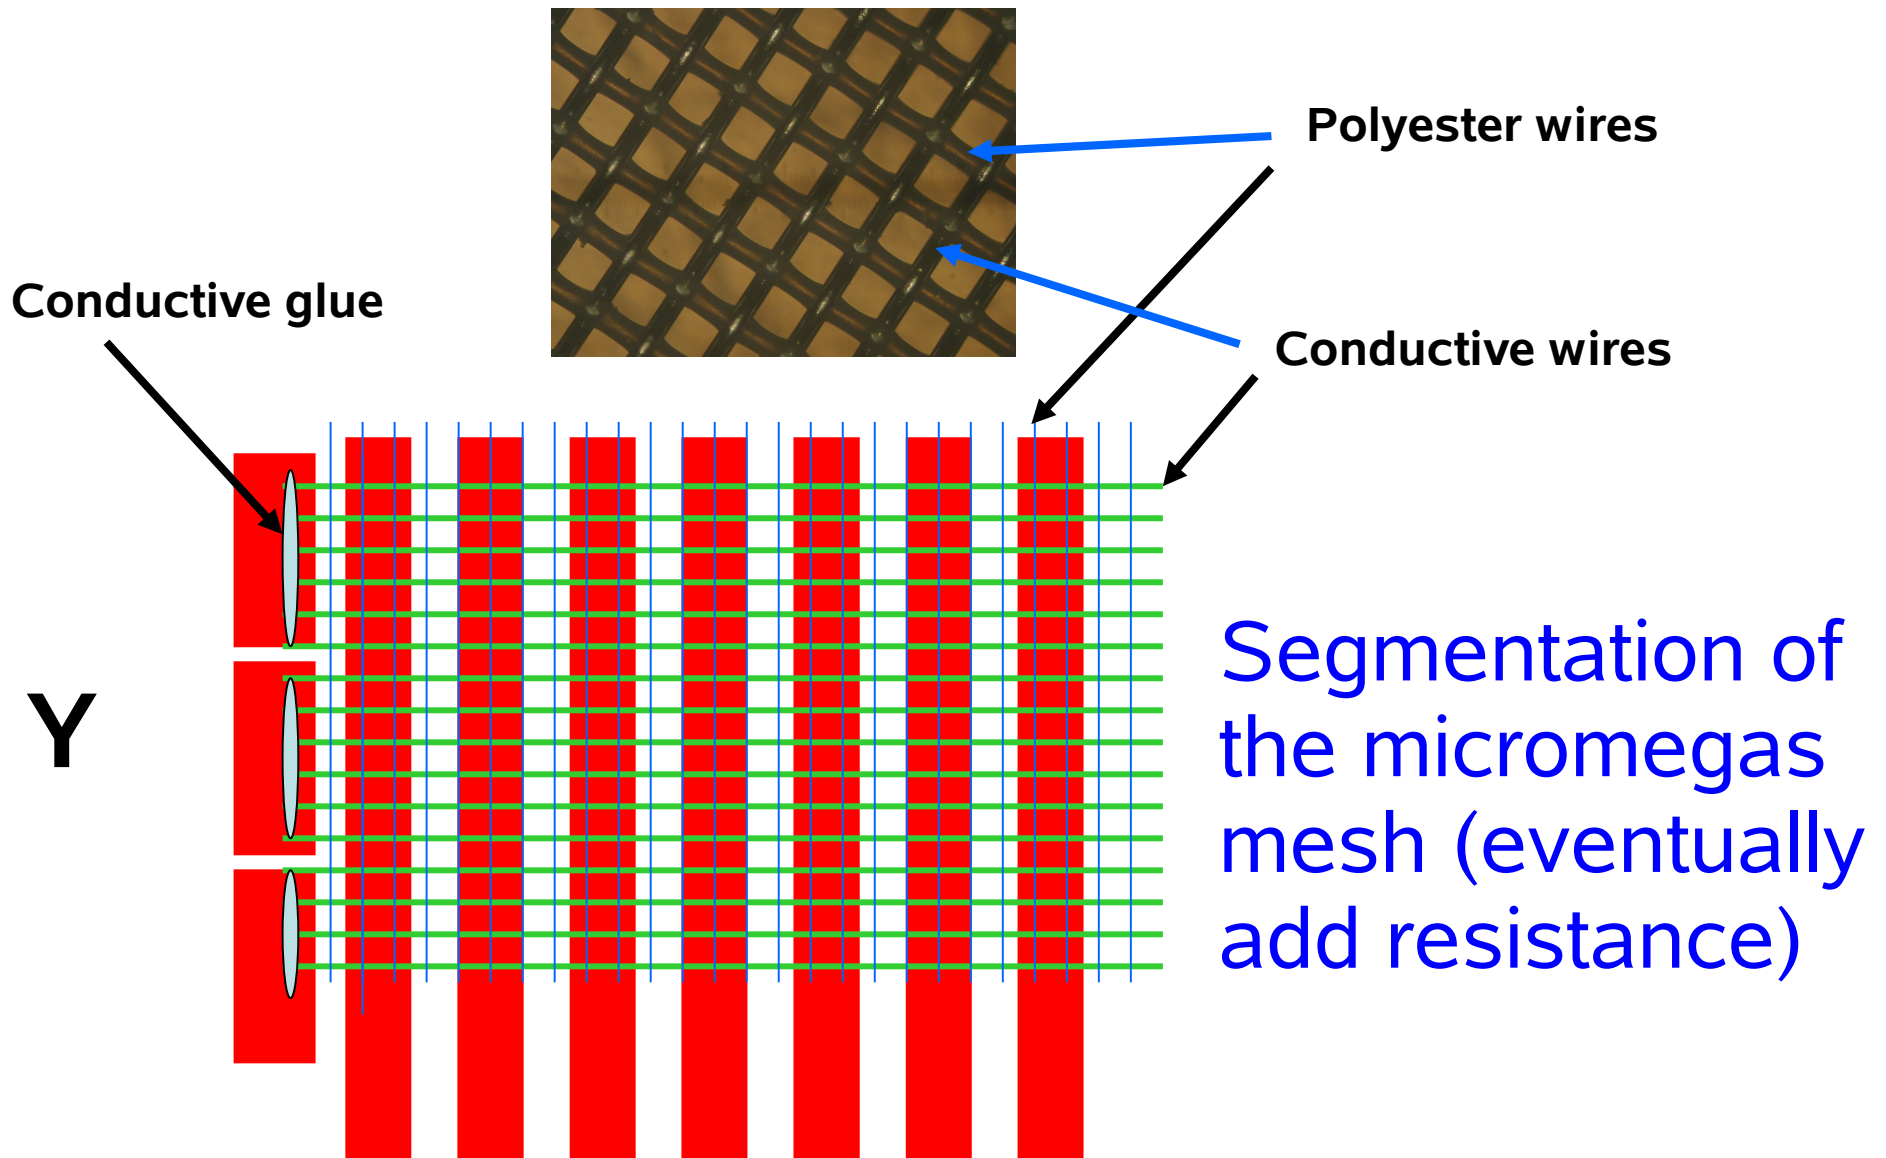 Polyester wires
Conductive glue
Conductive wires
Y
Segmentation of
the micromegas
mesh (eventually
add resistance)